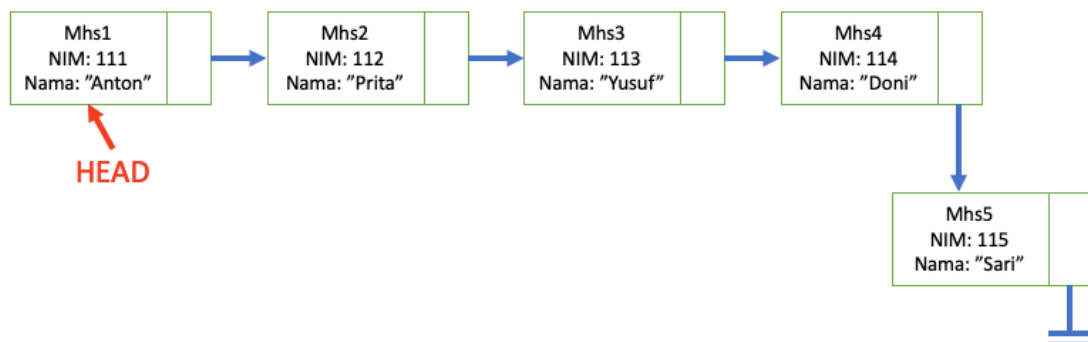 Mhs1
NIM: 111
Nama: ”Anton”
Mhs2
NIM: 112
Nama: ”Prita”
Mhs3
NIM: 113
Nama: ”Yusuf”
Mhs4
NIM: 114
Nama: ”Doni”
HEAD
Mhs5
NIM: 115
Nama: ”Sari”